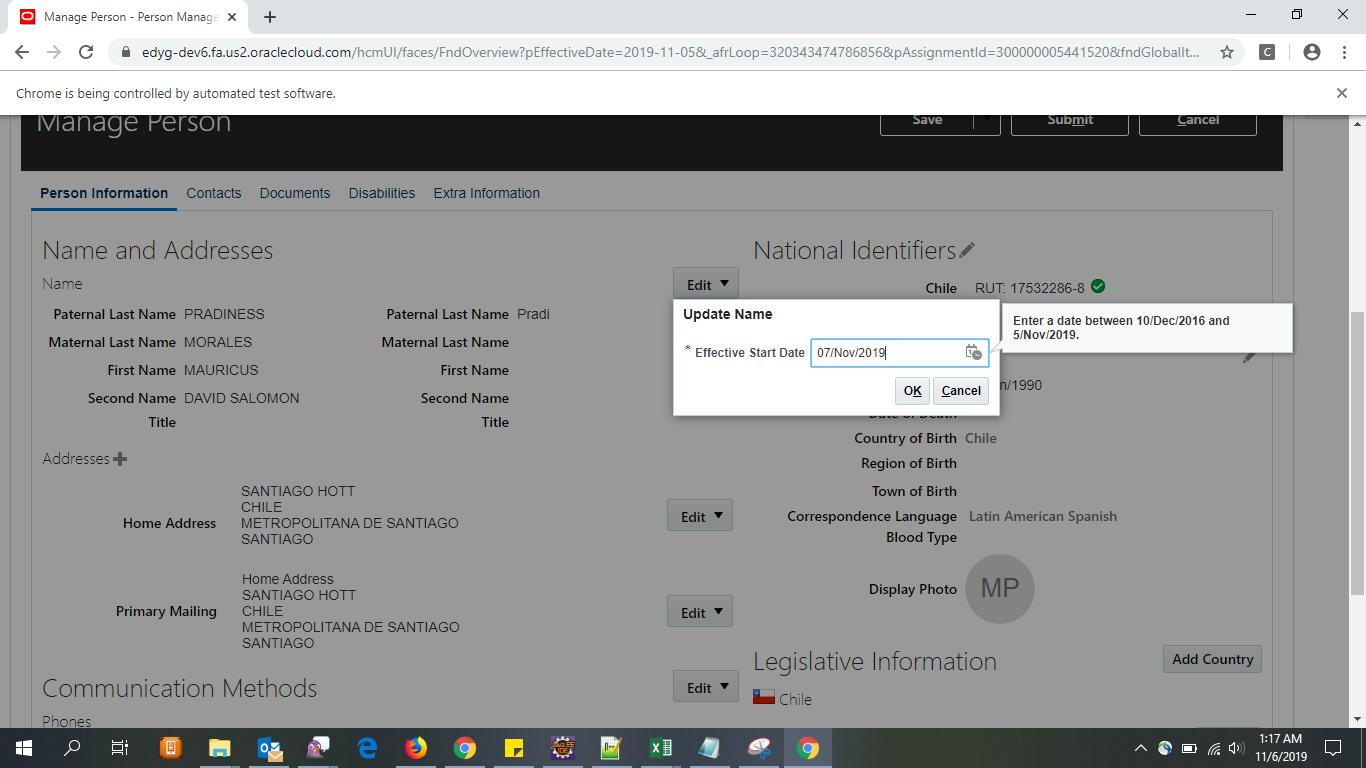 Manage Person - Person Manage
edyg-dev6.fa.us2.oraclecloud.com/hcmUI/faces/FndOverview?pEffectiveDate=2019-11-05&_afrLoop=320343474786856&pAssignmentId=300000005441520&fndGlobalIt...
C
Chrome is being controlled by automated test software.
Manage Person
Save
Submit
Cancel
Person Information
Contacts
Documents
Disabilities
Extra Information
Name and Addresses
Name
Edit
Paternal Last Name PRADINESS
Paternal Last Name Pradi
Maternal Last Name MORALES
Maternal Last Name
First Name MAURICUS
First Name
Second Name DAVID SALOMON
Second Name
Title
Title
Addresses
Home Address
SANTIAGO HOTT
CHILE
METROPOLITANA DE SANTIAGO
SANTIAGO
Edit
Primary Mailing
Home Address
SANTIAGO HOTT
CHILE
METROPOLITANA DE SANTIAGO
SANTIAGO
Edit
Communication Methods
Edit
Phones
National Identifiers
Chile RUT: 17532286-8
Update Name
* Effective Start Date 07/Nov/2019
OK
Cancel
Enter a date between 10/Dec/2016 and
5/Nov/2019.
n/1990
Date of Death
Country of Birth Chile
Region of Birth
Town of Birth
Correspondence Language Latin American Spanish
Blood Type
Display Photo MP
Legislative Information
Add Country
Chile
1:17 AM
11/6/2019